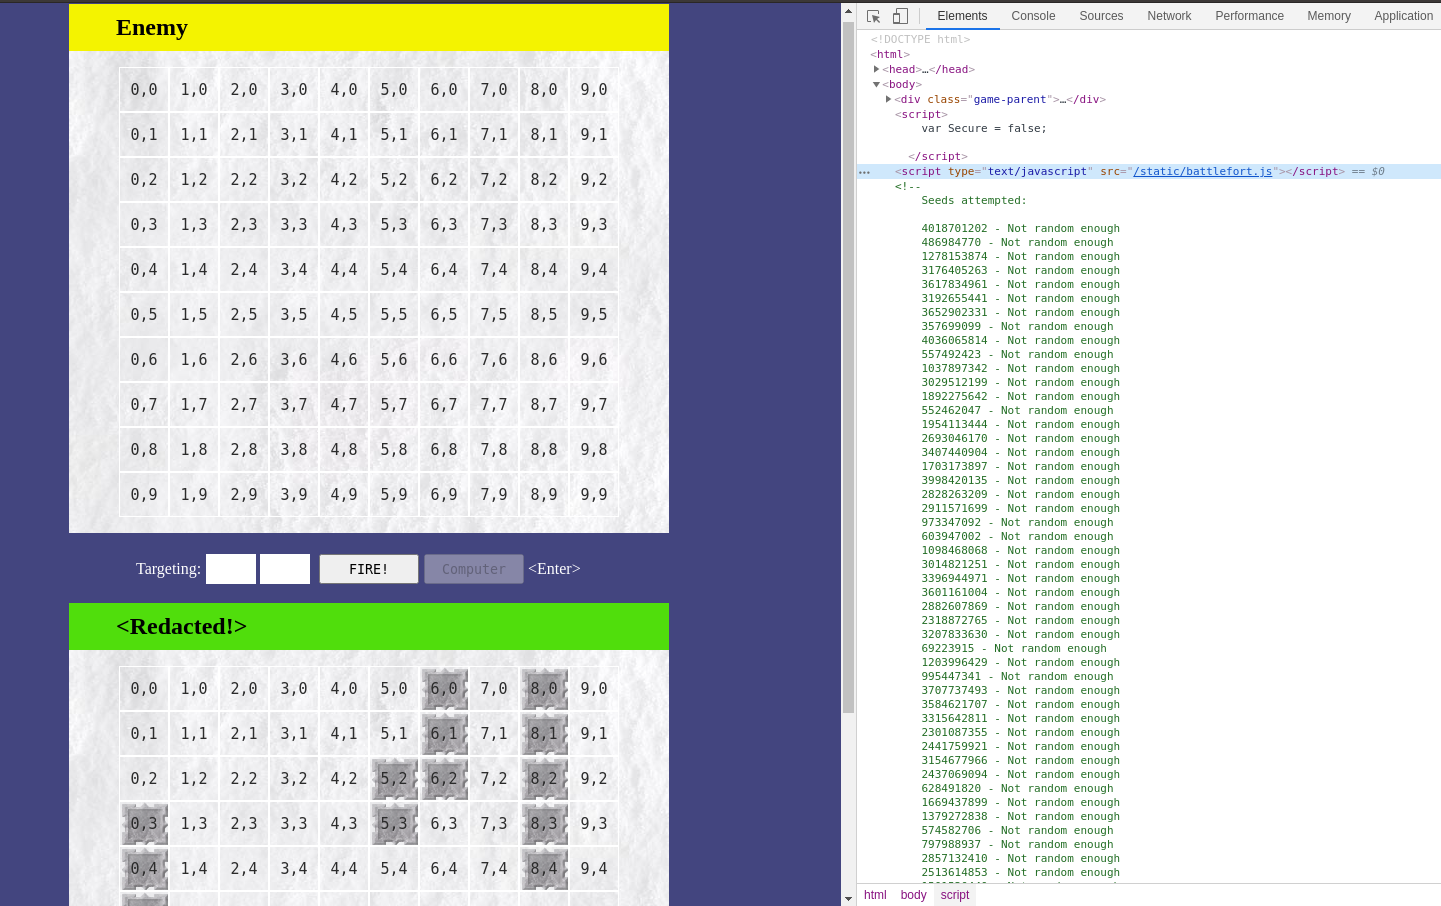 Enemy
0,0 1,0 2,0 3,0 4,0 5,0 6,0 7,0 8,0 9,0
0,1 1,1 2,1 3,1 4,1 5,1 6,1 7,1 8,1 9,1
0,2 1,2 2,2 3,2 4,2 5,2 6,2 7,2 8,2 9,2
0,3 1,3 2,3 3,3 4,3 5,3 6,3 7,3 8,3 9,3
0,4 1,4 2,4 3,4 4,4 5,4 6,4 7,4 8,4 9,4
0,5 1,5 2,5 3,5 4,5 5,5 6,5 7,5 8,5 9,5
0,6 1,6 2,6 3,6 4,6 5,6 6,6 7,6 8,6 9,6
0,7 1,7 2,7 3,7 4,7 5,7 6,7 7,7 8,7 9,7
0,8 1,8 2,8 3,8 4,8 5,8 6,8 7,8 8,8 9,8
0,9 1,9 2,9 3,9 4,9 5,9 6,9 7,9 8,9 9,9
Targeting: FIRE! Computer <Enter>
<Redacted!>
0,0 1,0 2,0 3,0 4,0 5,0 6,0 7,0 8,0 9,0
0,1 1,1 2,1 3,1 4,1 5,1 6,1 7,1 8,1 9,1
0,2 1,2 2,2 3,2 4,2 5,2 6,2 7,2 8,2 9,2
0,3 1,3 2,3 3,3 4,3 5,3 6,3 7,3 8,3 9,3
0,4 1,4 2,4 3,4 4,4 5,4 6,4 7,4 8,4 9,4
Elements Console Sources Network Performance Memory Application
<!DOCTYPE html>
<html>
<head>…</head>
<body>
<div class="game-parent">…</div>
<script>
var Secure = false;
</script>
<script type="text/javascript" src="/static/battlefort.js"></script> == $0
<!--
Seeds attempted:
4018701202 - Not random enough
486984770 - Not random enough
1278153874 - Not random enough
3176405263 - Not random enough
3617834961 - Not random enough
3192655441 - Not random enough
3652902331 - Not random enough
357699099 - Not random enough
4036065814 - Not random enough
557492423 - Not random enough
1037897342 - Not random enough
3029512199 - Not random enough
1892275642 - Not random enough
552462047 - Not random enough
1954113444 - Not random enough
2693046170 - Not random enough
3407440904 - Not random enough
1703173897 - Not random enough
3998420135 - Not random enough
2828263209 - Not random enough
2911571699 - Not random enough
973347092 - Not random enough
603947002 - Not random enough
1098468068 - Not random enough
3014821251 - Not random enough
3396944971 - Not random enough
3601161004 - Not random enough
2882607869 - Not random enough
2318872765 - Not random enough
3207833630 - Not random enough
69223915 - Not random enough
1203996429 - Not random enough
995447341 - Not random enough
3707737493 - Not random enough
3584621707 - Not random enough
3315642811 - Not random enough
2301087355 - Not random enough
2441759921 - Not random enough
3154677966 - Not random enough
2437069094 - Not random enough
628491820 - Not random enough
1669437899 - Not random enough
1379272838 - Not random enough
574582706 - Not random enough
797988937 - Not random enough
2857132410 - Not random enough
2513614853 - Not random enough
html body script